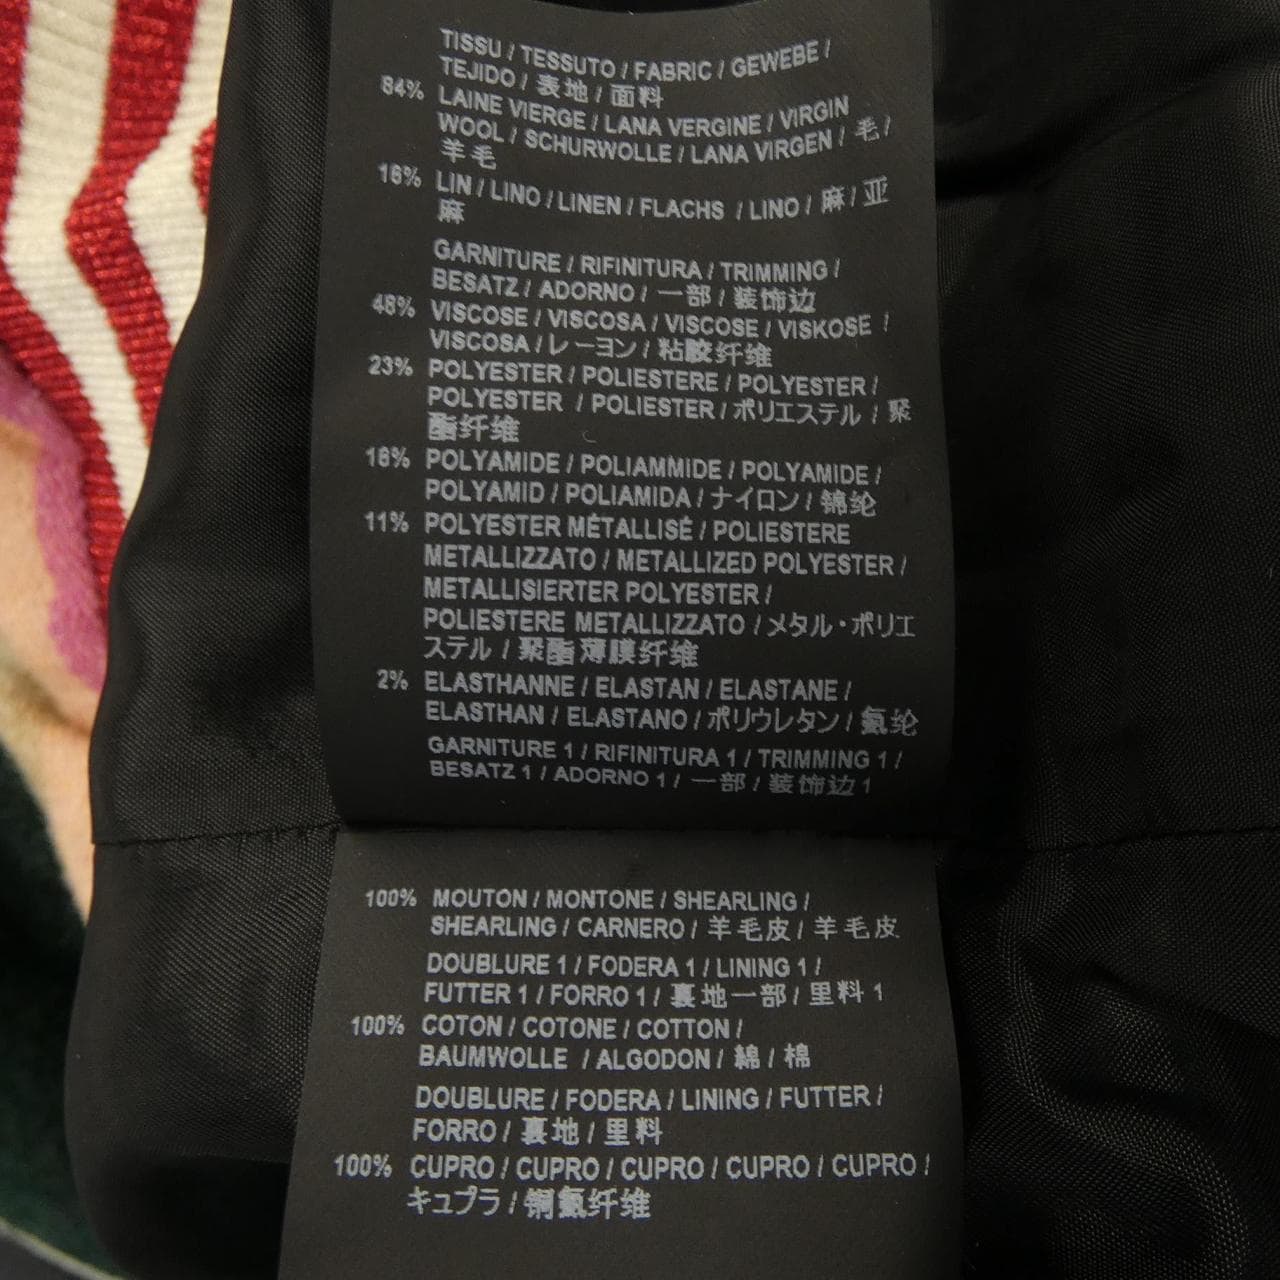 TISSU / TESSUTO / FABRIC / GEWEBE /
TEJIDO / 表地 / 面料
84% LAINE VIERGE / LANA VERGINE / VIRGIN
WOOL / SCHURWOLLE / LANA VIRGEN / 毛 /
羊毛
16% LIN / LINO / LINEN / FLACHS / LINO / 麻 / 亚
麻
GARNITURE / RIFINITURA / TRIMMING /
BESATZ / ADORNO / 一部 / 装饰边
48% VISCOSE / VISCOSA / VISCOSE / VISKOSE /
VISCOSA / レーヨン / 粘胶纤维
23% POLYESTER / POLIESTERE / POLYESTER /
POLYESTER / POLIESTER / ポリエステル / 聚
酯纤维
16% POLYAMIDE / POLIAMMIDE / POLYAMIDE /
POLYAMID / POLIAMIDA / ナイロン / 锦纶
11% POLYESTER MÉTALLISÉ / POLIESTERE
METALLIZZATO / METALLIZED POLYESTER /
METALLISIERTER POLYESTER /
POLIESTERE METALLIZZATO / メタル・ポリエ
ステル / 聚酯薄膜纤维
2% ELASTHANNE / ELASTAN / ELASTANE /
ELASTHAN / ELASTANO / ポリウレタン / 氨纶
GARNITURE 1 / RIFINITURA 1 / TRIMMING 1 /
BESATZ 1 / ADORNO 1 / 一部 / 装饰边 1
100% MOUTON / MONTONE / SHEARLING /
SHEARLING / CARNERO / 羊毛皮 / 羊毛皮
DOUBLURE 1 / FODERA 1 / LINING 1 /
FUTTER 1 / FORRO 1 / 裏地一部 / 里料 1
100% COTON / COTONE / COTTON /
BAUMWOLLE / ALGODON / 綿 / 棉
DOUBLURE / FODERA / LINING / FUTTER /
FORRO / 裏地 / 里料
100% CUPRO / CUPRO / CUPRO / CUPRO / CUPRO /
キュプラ / 铜氨纤维